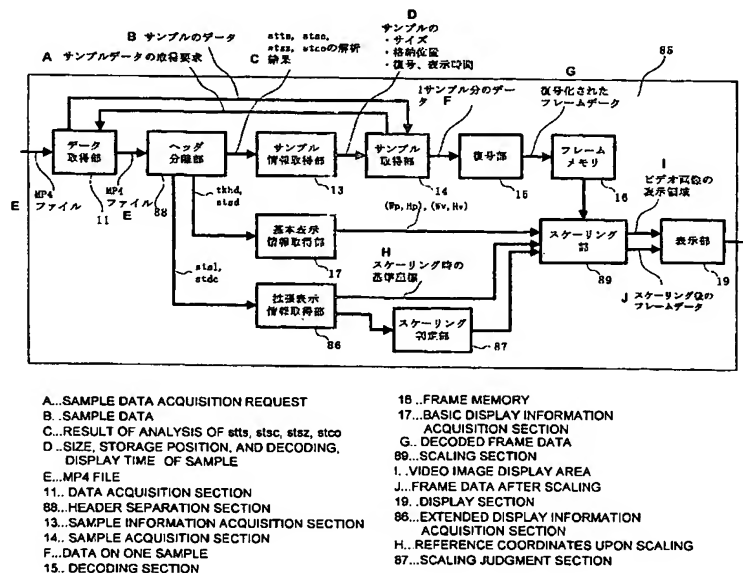 D
B サンプルのデータ
stts, stsc,
stsz, stcoの解析
結果
C
サンプルの
・サイズ
・格納位置
・復号、表示時間
A サンプルデータの取得要求
G
85
1サンプル分のデータ
F
復号化された
フレームデータ
データ
取得部
ヘッダ
分離部
サンプル
情報取得部
サンプル
取得部
復号部
フレーム
メモリ
I
ビデオ画像の
表示領域
E
MP4
ファイル
11
MP4
ファイル
E
88
13
14
15
16
tkhd,
stsd
(Wp,Hp),(Wv,Hv)
基本表示
情報取得部
17
スケーリング
部
89
表示部
19
H
スケーリング時の
基準座標
J スケーリング後の
フレームデータ
stsl,
stdc
拡張表示
情報取得部
86
スケーリング
判定部
87
A...SAMPLE DATA ACQUISITION REQUEST
B...SAMPLE DATA
C...RESULT OF ANALYSIS OF stts, stsc, stsz, stco
D...SIZE, STORAGE POSITION, AND DECODING,
DISPLAY TIME OF SAMPLE
E...MP4 FILE
11...DATA ACQUISITION SECTION
88...HEADER SEPARATION SECTION
13...SAMPLE INFORMATION ACQUISITION SECTION
14...SAMPLE ACQUISITION SECTION
F...DATA ON ONE SAMPLE
15...DECODING SECTION
16...FRAME MEMORY
17...BASIC DISPLAY INFORMATION
ACQUISITION SECTION
G...DECODED FRAME DATA
89...SCALING SECTION
I...VIDEO IMAGE DISPLAY AREA
J...FRAME DATA AFTER SCALING
19...DISPLAY SECTION
86...EXTENDED DISPLAY INFORMATION
ACQUISITION SECTION
H...REFERENCE COORDINATES UPON SCALING
87...SCALING JUDGMENT SECTION